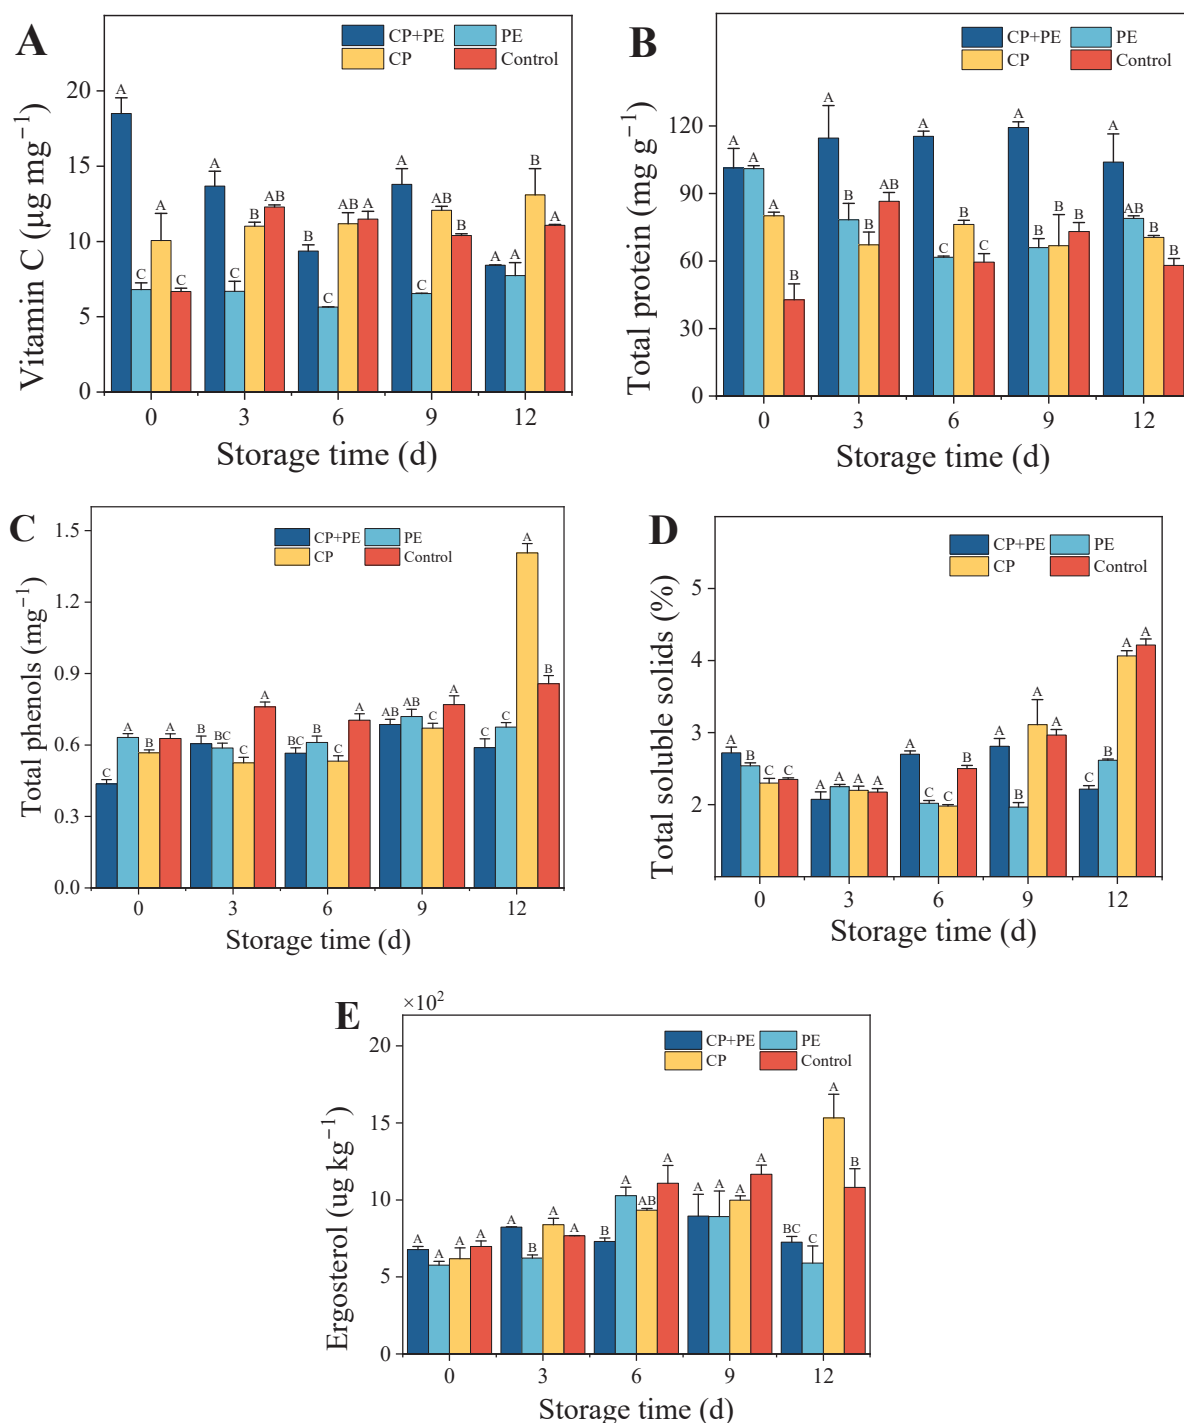 A
CP+PE PE
CP Control
Vitamin C (μg mg⁻¹)
20
15
10
5
0
A C A C
A C B AB
B C AB A
A C AB B
A A B A
0 3 6 9 12
Storage time (d)
B
CP+PE PE
CP Control
Total protein (mg g⁻¹)
120
90
60
30
0
A A A B
A B B AB
A C B C
A B B B
A AB B B
0 3 6 9 12
Storage time (d)
C
CP+PE PE
CP Control
Total phenols (mg⁻¹)
1.5
1.2
0.9
0.6
0.3
0.0
C A B A
B BC C A
BC B C A
AB AB C A
C C A B
0 3 6 9 12
Storage time (d)
D
CP+PE PE
CP Control
Total soluble solids (%)
5
4
3
2
A B C C
A A A A
A C C B
A B A A
C B A A
0 3 6 9 12
Storage time (d)
E
×10²
CP+PE PE
CP Control
Ergosterol (ug kg⁻¹)
20
15
10
5
0
A A A A
A B A A
B A AB A
A A A A
BC C A B
0 3 6 9 12
Storage time (d)